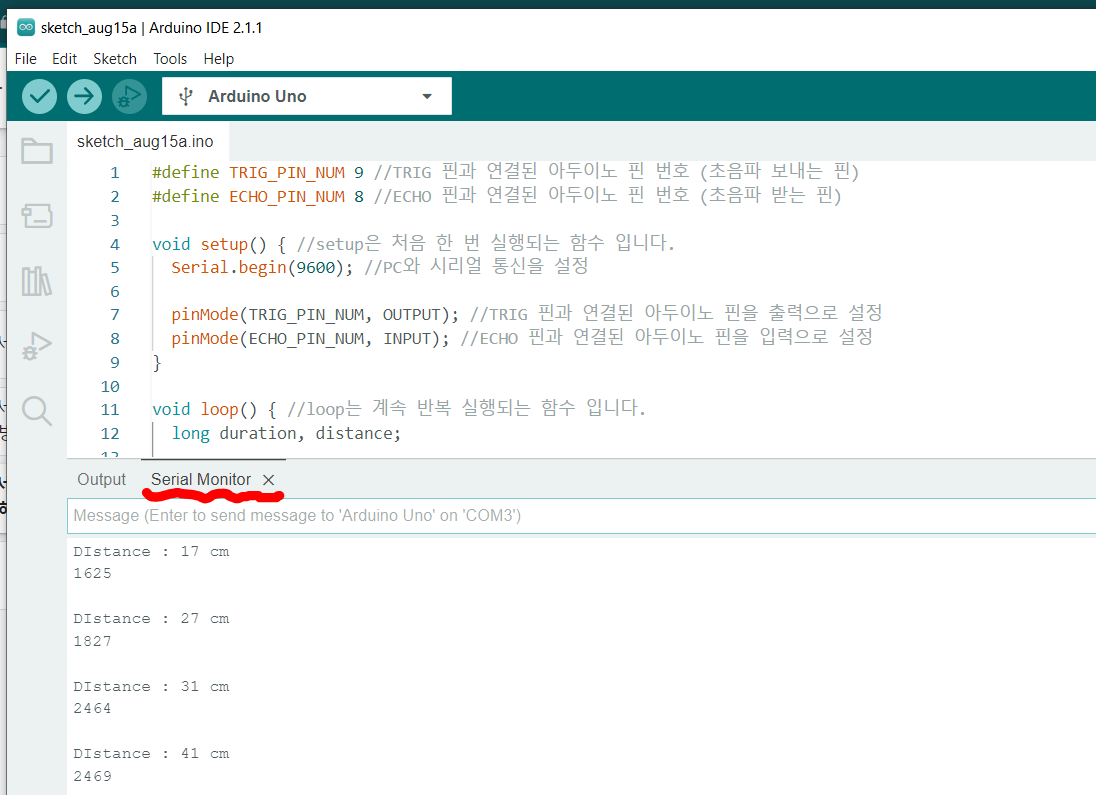 sketch_aug15a | Arduino IDE 2.1.1
File Edit Sketch Tools Help
Arduino Uno
sketch_aug15a.ino
1 #define TRIG_PIN_NUM 9 //TRIG 핀과 연결된 아두이노 핀 번호 (초음파 보내는 핀)
2 #define ECHO_PIN_NUM 8 //ECHO 핀과 연결된 아두이노 핀 번호 (초음파 받는 핀)
3
4 void setup() { //setup은 처음 한 번 실행되는 함수 입니다.
5 Serial.begin(9600); //PC와 시리얼 통신을 설정
6
7 pinMode(TRIG_PIN_NUM, OUTPUT); //TRIG 핀과 연결된 아두이노 핀을 출력으로 설정
8 pinMode(ECHO_PIN_NUM, INPUT); //ECHO 핀과 연결된 아두이노 핀을 입력으로 설정
9 }
10
11 void loop() { //loop는 계속 반복 실행되는 함수 입니다.
12 long duration, distance;
Output Serial Monitor
Message (Enter to send message to 'Arduino Uno' on 'COM3')
DIstance : 17 cm
1625
DIstance : 27 cm
1827
DIstance : 31 cm
2464
DIstance : 41 cm
2469